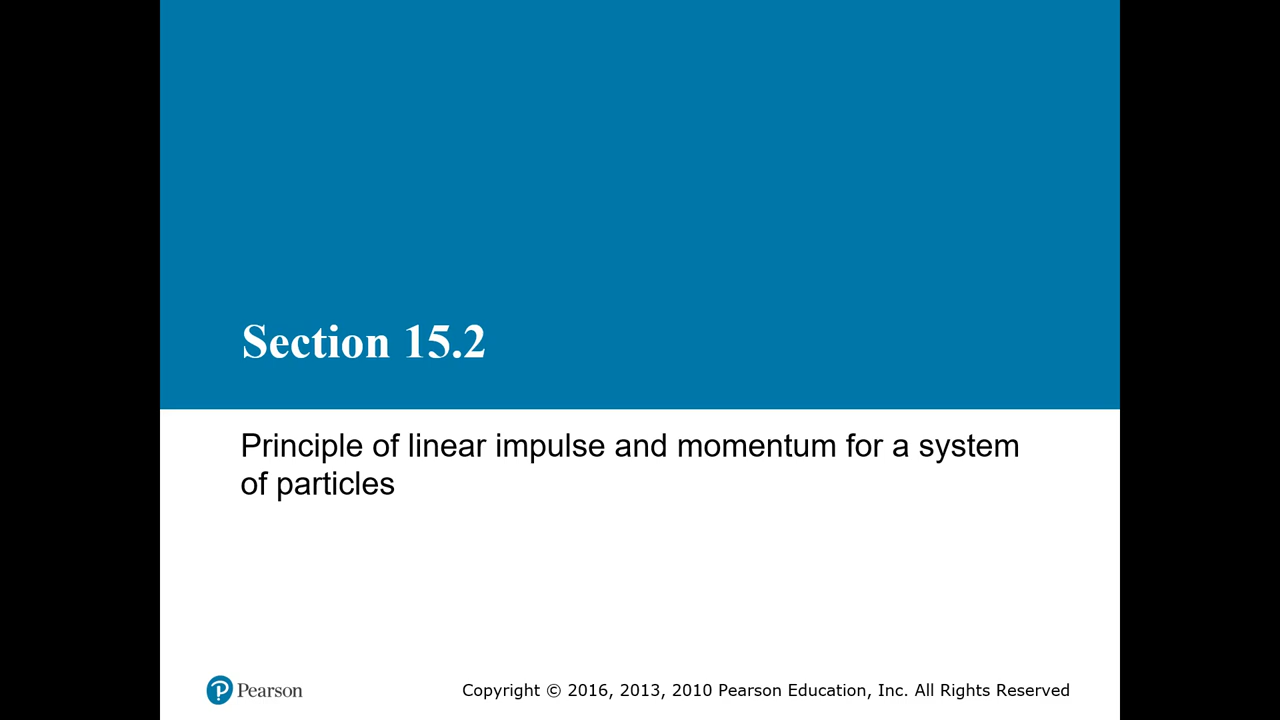 Section 15.2
Principle of linear impulse and momentum for a system
of particles
Pearson
Copyright © 2016, 2013, 2010 Pearson Education, Inc. All Rights Reserved